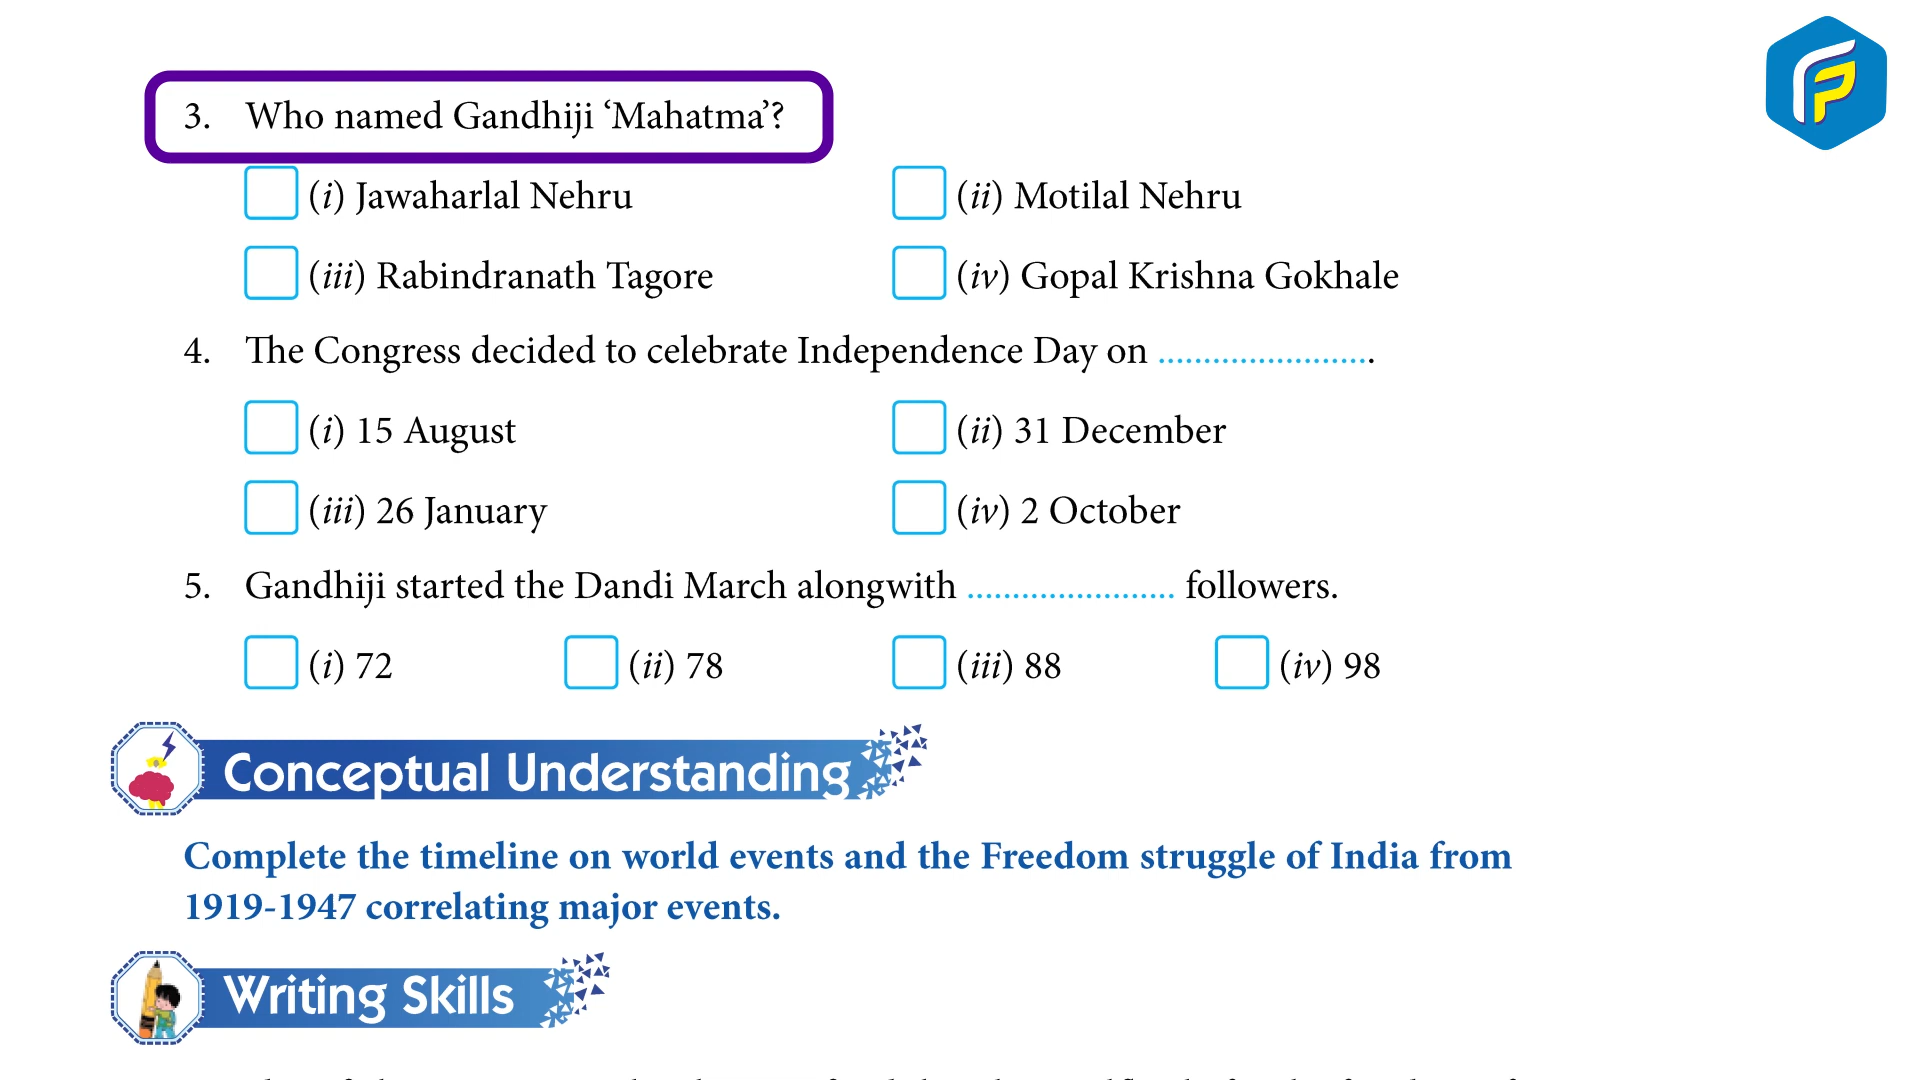 3. Who named Gandhiji ‘Mahatma’?
(i) Jawaharlal Nehru (ii) Motilal Nehru
(iii) Rabindranath Tagore (iv) Gopal Krishna Gokhale
4. The Congress decided to celebrate Independence Day on ........................
(i) 15 August (ii) 31 December
(iii) 26 January (iv) 2 October
5. Gandhiji started the Dandi March alongwith ....................... followers.
(i) 72 (ii) 78 (iii) 88 (iv) 98
Conceptual Understanding
Complete the timeline on world events and the Freedom struggle of India from
1919-1947 correlating major events.
Writing Skills